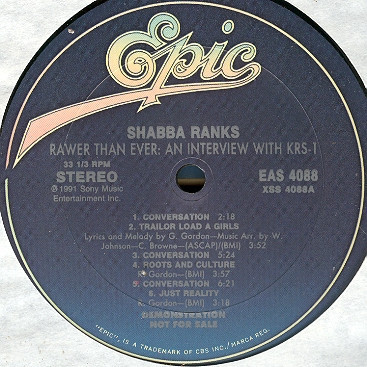 Epic
SHABBA RANKS
RAWER THAN EVER: AN INTERVIEW WITH KRS-1
33 1/3 RPM
STEREO
℗ 1991 Sony Music
Entertainment Inc.
EAS 4088
XSS 4088A
1. CONVERSATION 2:18
2. TRAILOR LOAD A GIRLS
Lyrics and Melody by G. Gordon—Music Arr. by W.
Johnson—C. Browne—(ASCAP)/(BMI) 3:52
3. CONVERSATION 5:24
4. ROOTS AND CULTURE
R. Gordon—(BMI) 3:57
5. CONVERSATION 6:21
6. JUST REALITY
R. Gordon—(BMI) 3:18
DEMONSTRATION
NOT FOR SALE
"EPIC", IS A TRADEMARK OF CBS INC./MARCA REG.